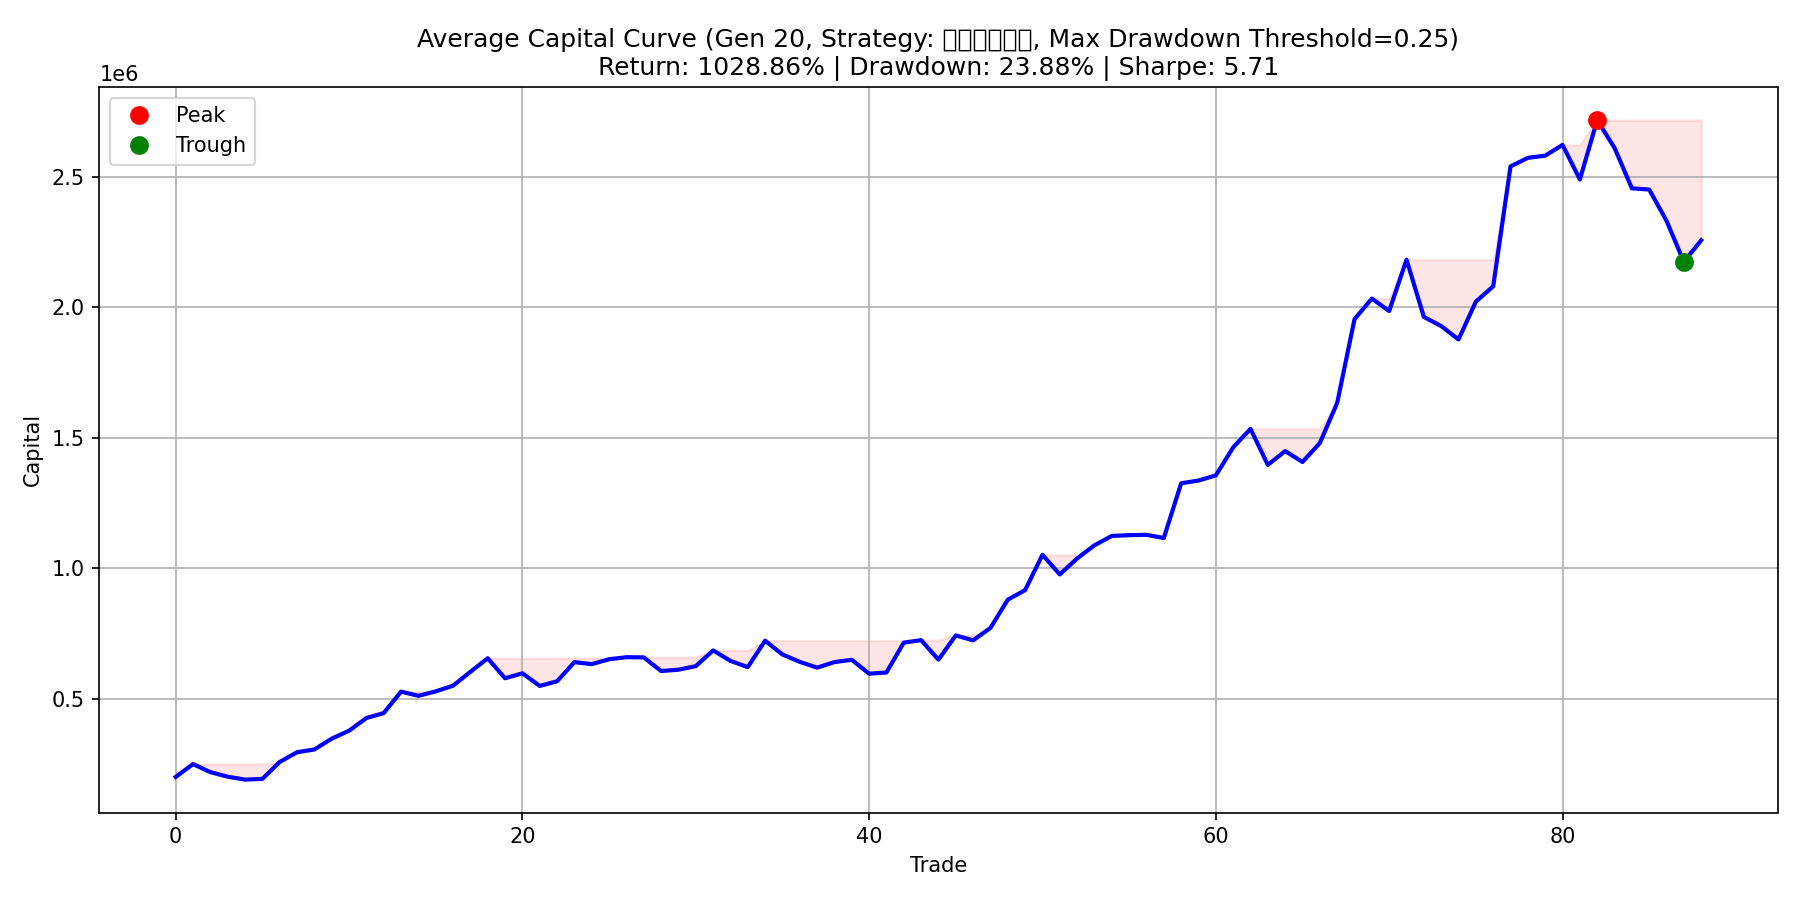 Average Capital Curve (Gen 20, Strategy: □□□□□□, Max Drawdown Threshold=0.25)
Return: 1028.86% | Drawdown: 23.88% | Sharpe: 5.71
1e6
Peak
Trough
2.5
2.0
1.5
1.0
0.5
Capital
0
20
40
60
80
Trade